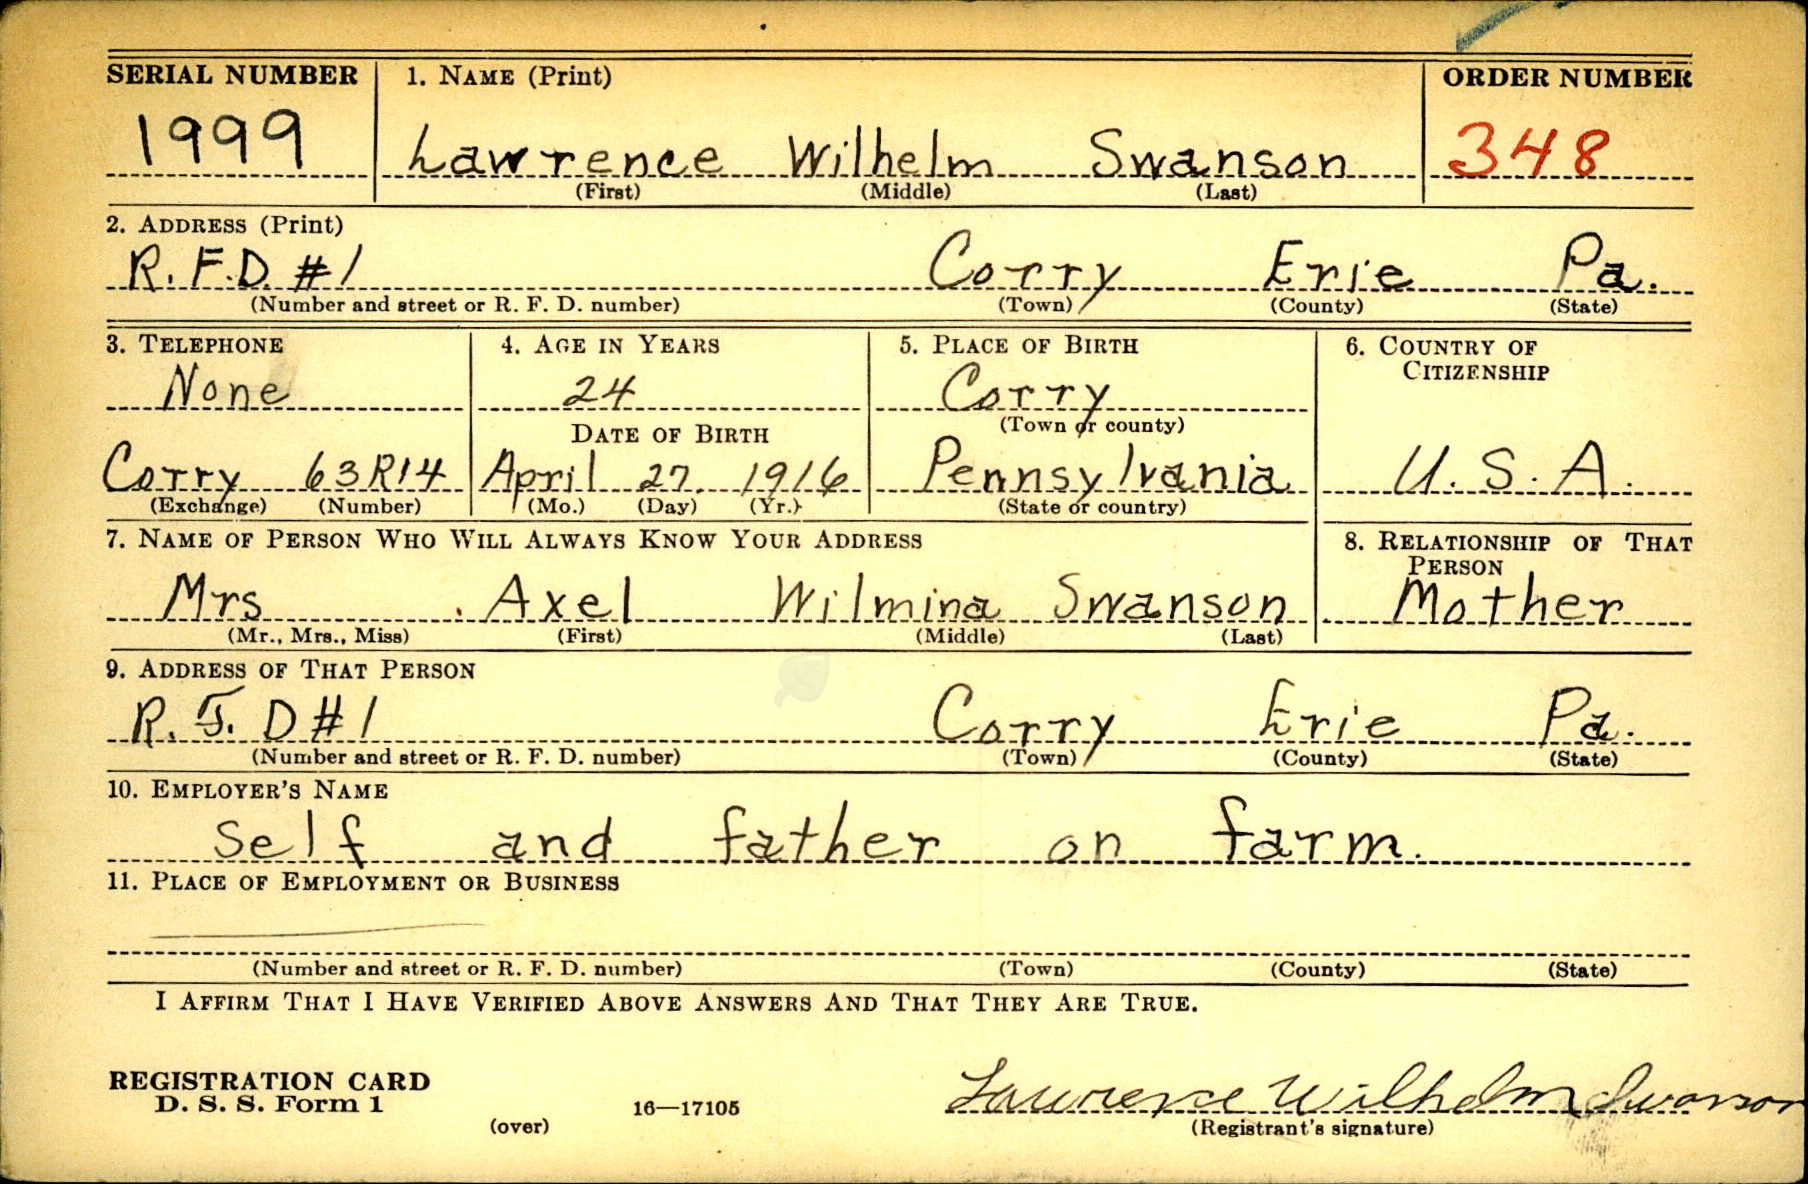 SERIAL NUMBER 1. NAME (Print) ORDER NUMBER
1999 Lawrence Wilhelm Swanson 348
(First) (Middle) (Last)
2. ADDRESS (Print)
R. F. D. #1 Corry Erie Pa.
(Number and street or R. F. D. number) (Town) (County) (State)
3. TELEPHONE 4. AGE IN YEARS 5. PLACE OF BIRTH 6. COUNTRY OF
CITIZENSHIP
None 24 Corry
(Town or county)
DATE OF BIRTH
Corry 63R14 April 27 1916 Pennsylvania U. S. A.
(Exchange) (Number) (Mo.) (Day) (Yr.) (State or country)
7. NAME OF PERSON WHO WILL ALWAYS KNOW YOUR ADDRESS 8. RELATIONSHIP OF THAT
PERSON
Mrs. Axel Wilmina Swanson Mother
(Mr., Mrs., Miss) (First) (Middle) (Last)
9. ADDRESS OF THAT PERSON
R. F. D #1 Corry Erie Pa.
(Number and street or R. F. D. number) (Town) (County) (State)
10. EMPLOYER'S NAME
Self and father on farm.
11. PLACE OF EMPLOYMENT OR BUSINESS
(Number and street or R. F. D. number) (Town) (County) (State)
I AFFIRM THAT I HAVE VERIFIED ABOVE ANSWERS AND THAT THEY ARE TRUE.
REGISTRATION CARD
D. S. S. Form 1
(over) 16—17105 Lawrence Wilhelm Swanson
(Registrant's signature)